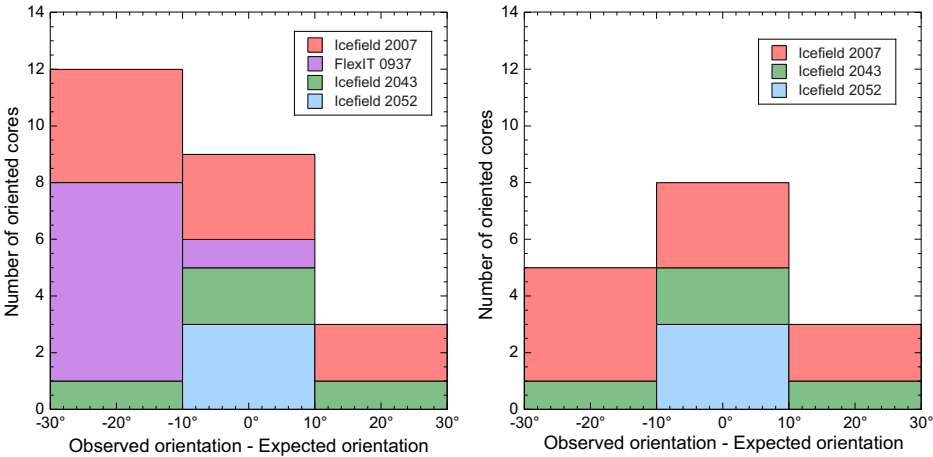 14
12
10
8
6
4
2
0
Number of oriented cores
Icefield 2007
FlexIT 0937
Icefield 2043
Icefield 2052
-30° -20° -10° 0° 10° 20° 30°
Observed orientation - Expected orientation
14
12
10
8
6
4
2
0
Number of oriented cores
Icefield 2007
Icefield 2043
Icefield 2052
-30° -20° -10° 0° 10° 20° 30°
Observed orientation - Expected orientation